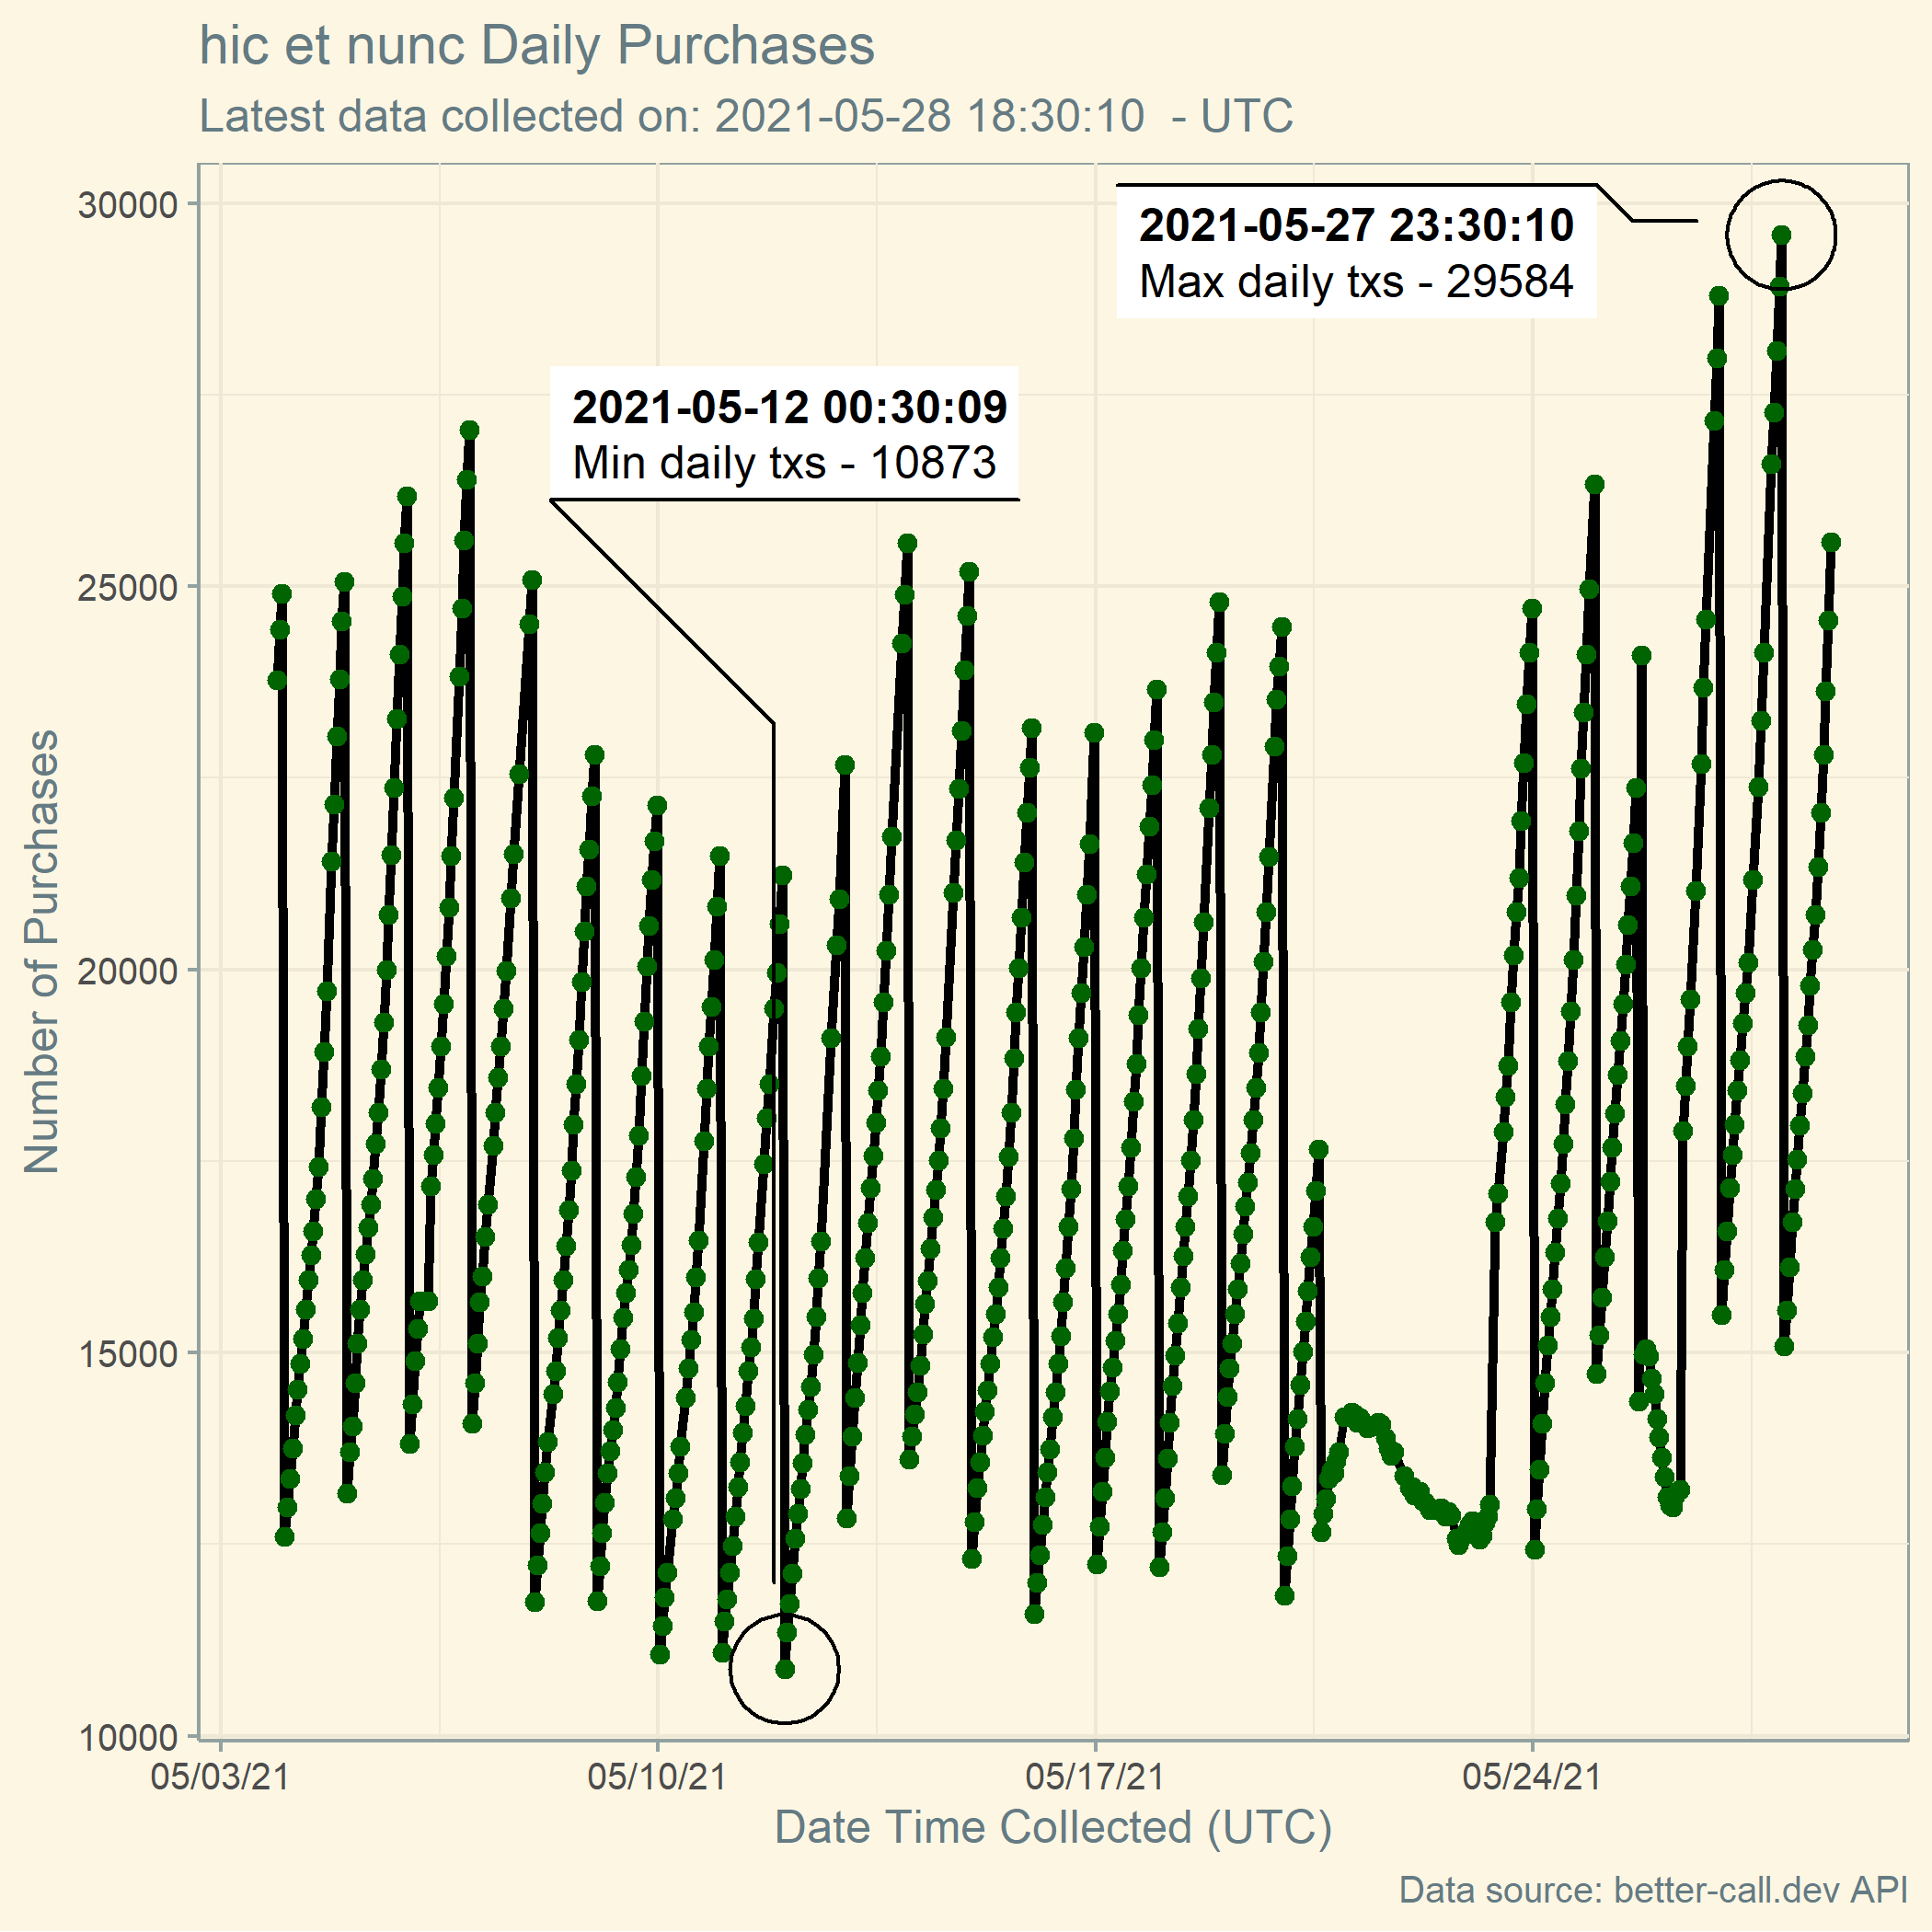 hic et nunc Daily Purchases
Latest data collected on: 2021-05-28 18:30:10  - UTC
30000
25000
20000
15000
10000
Number of Purchases
2021-05-27 23:30:10
Max daily txs - 29584
2021-05-12 00:30:09
Min daily txs - 10873
05/03/21
05/10/21
05/17/21
05/24/21
Date Time Collected (UTC)
Data source: better-call.dev API